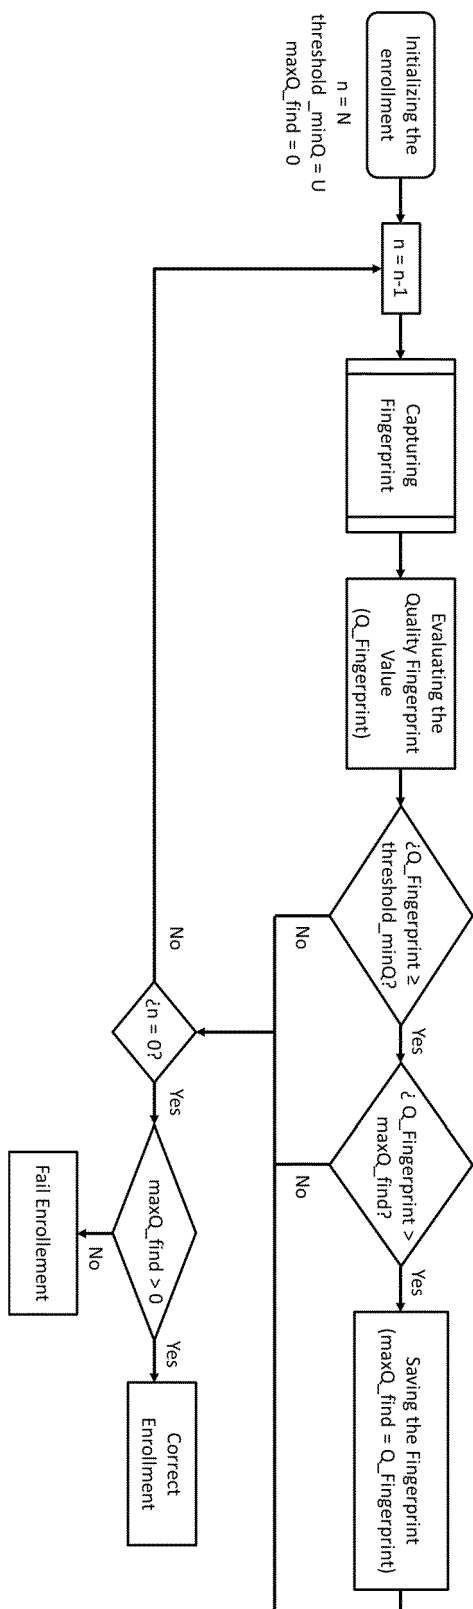 Initializing the
enrollment
n = N
threshold _minQ = U
maxQ_find = 0
n = n-1
Capturing
Fingerprint
Evaluating the
Quality Fingerprint
Value
(Q_Fingerprint)
¿Q_Fingerprint ≥
threshold_minQ?
Yes
No
¿ Q_Fingerprint >
maxQ_find?
Yes
No
Saving the Fingerprint
(maxQ_find = Q_Fingerprint)
No
¿n = 0?
Yes
maxQ_find > 0
Yes
No
Correct
Enrollment
Fail Enrollement